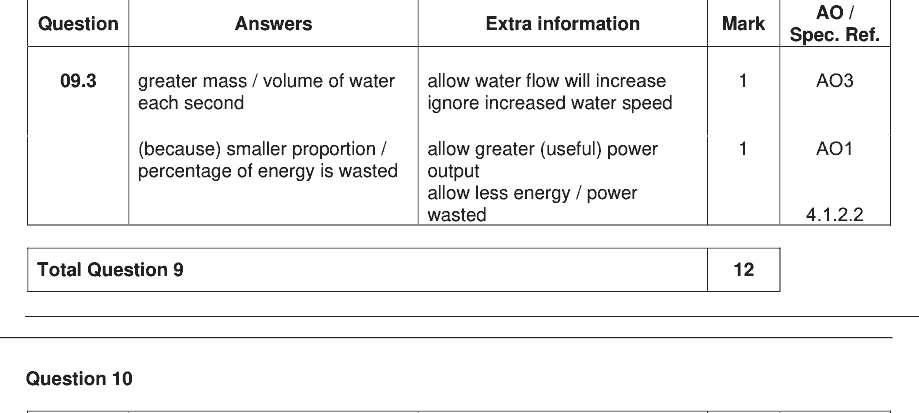 Question Answers Extra information Mark AO /
Spec. Ref.
09.3 greater mass / volume of water allow water flow will increase 1 AO3
each second ignore increased water speed
(because) smaller proportion / allow greater (useful) power 1 AO1
percentage of energy is wasted output
allow less energy / power
wasted 4.1.2.2
Total Question 9 12
Question 10